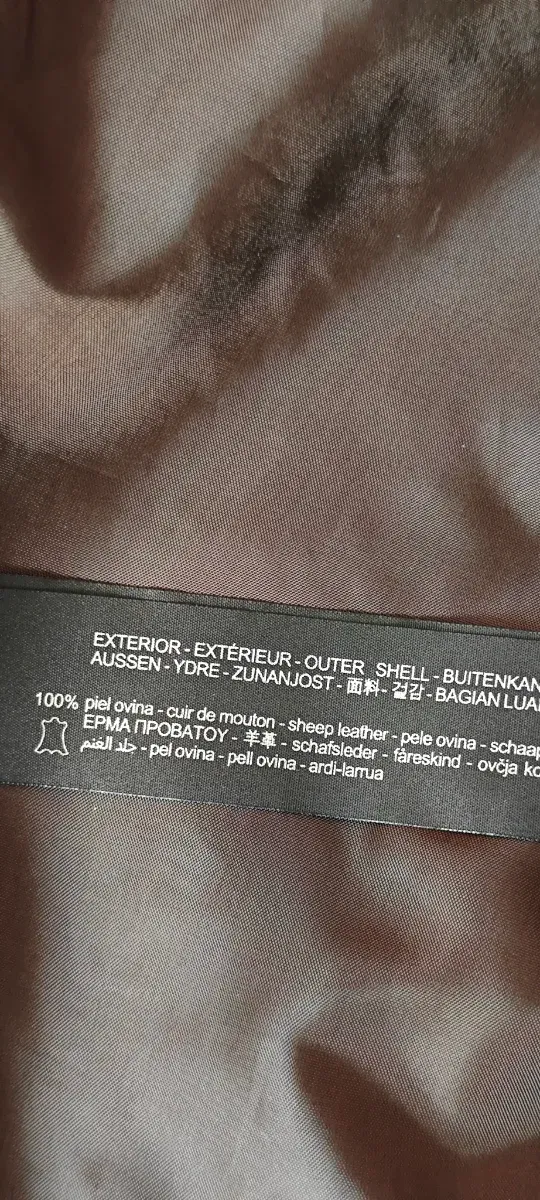 EXTERIOR - EXTÉRIEUR - OUTER SHELL - BUITENKAN
AUSSEN - YDRE - ZUNANJOST - 面料 - 겉감 - BAGIAN LUA
100% piel ovina - cuir de mouton - sheep leather - pele ovina - schaap
ΕΡΜΑ ΠΡΟΒΑΤΟΥ - 羊革 - schafsleder - fåreskind - ovčja ko
جلد الغنم - pel ovina - pell ovina - ardi-larrua